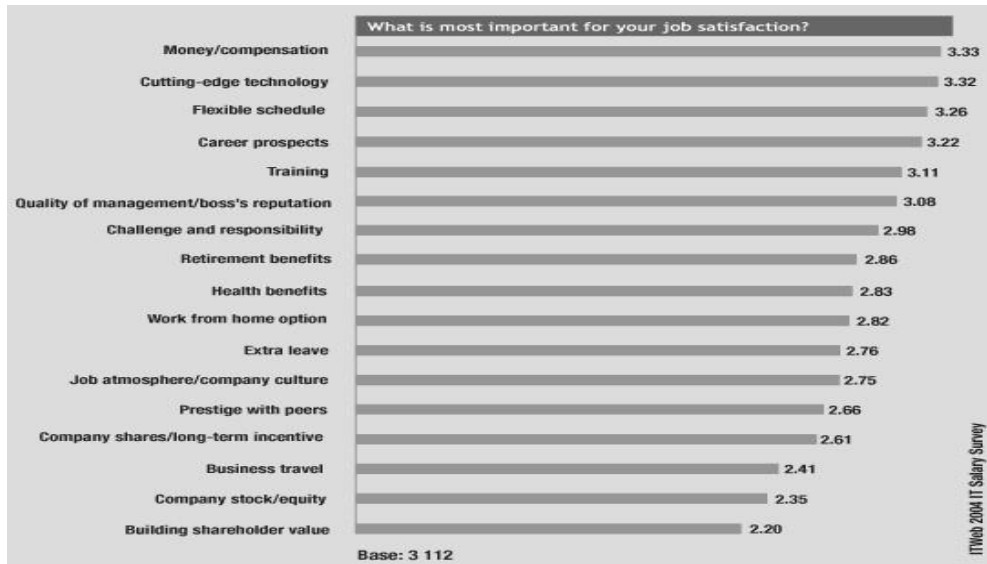 What is most important for your job satisfaction?
Money/compensation 3.33
Cutting-edge technology 3.32
Flexible schedule 3.26
Career prospects 3.22
Training 3.11
Quality of management/boss's reputation 3.08
Challenge and responsibility 2.98
Retirement benefits 2.86
Health benefits 2.83
Work from home option 2.82
Extra leave 2.76
Job atmosphere/company culture 2.75
Prestige with peers 2.66
Company shares/long-term incentive 2.61
Business travel 2.41
Company stock/equity 2.35
Building shareholder value 2.20
Base: 3 112
ITWeb 2004 IT Salary Survey